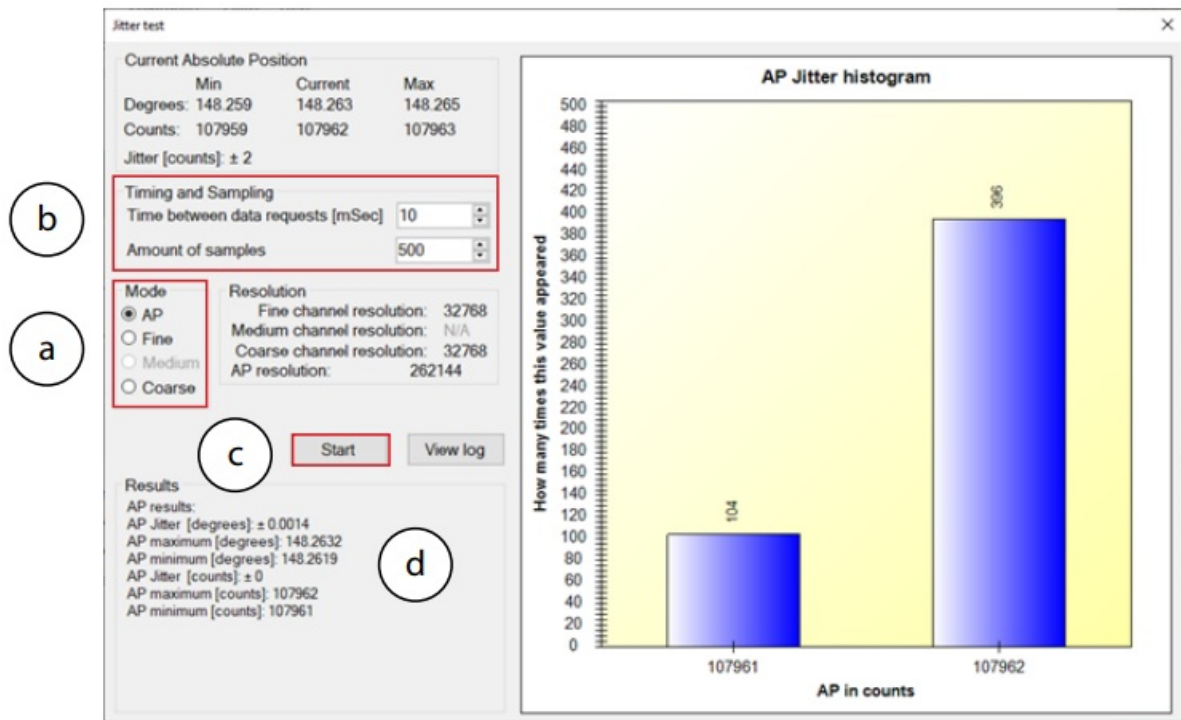 Jitter test
Current Absolute Position
Min Current Max
Degrees: 148.259 148.263 148.265
Counts: 107959 107962 107963
Jitter [counts]: ± 2
b
Timing and Sampling
Time between data requests [mSec] 10
Amount of samples 500
a
Mode
AP
Fine
Medium
Coarse
Resolution
Fine channel resolution: 32768
Medium channel resolution: N/A
Coarse channel resolution: 32768
AP resolution: 262144
c
Start View log
Results
AP results:
AP Jitter [degrees]: ± 0.0014
AP maximum [degrees]: 148.2632
AP minimum [degrees]: 148.2619
AP Jitter [counts]: ± 0
AP maximum [counts]: 107962
AP minimum [counts]: 107961
d
AP Jitter histogram
How many times this value appeared
500
480
460
440
420
400
380
360
340
320
300
280
260
240
220
200
180
160
140
120
100
80
60
40
20
0
104
396
107961 107962
AP in counts